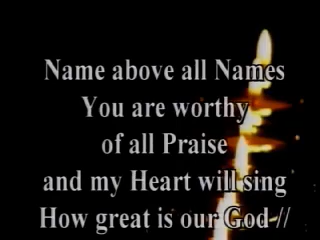 Name above all Names
You are worthy
of all Praise
and my Heart will sing
How great is our God //